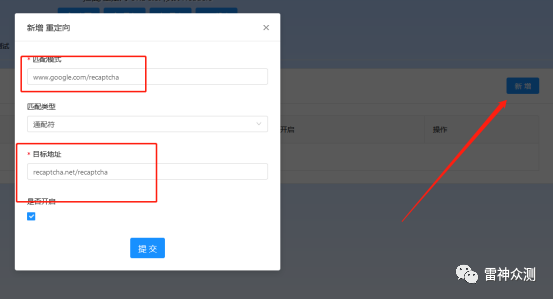 新增 重定向
* 匹配模式
www.google.com/recaptcha
匹配类型
通配符
* 目标地址
recaptcha.net/recaptcha
是否开启
提 交
新 增
开启
操作
雷神众测